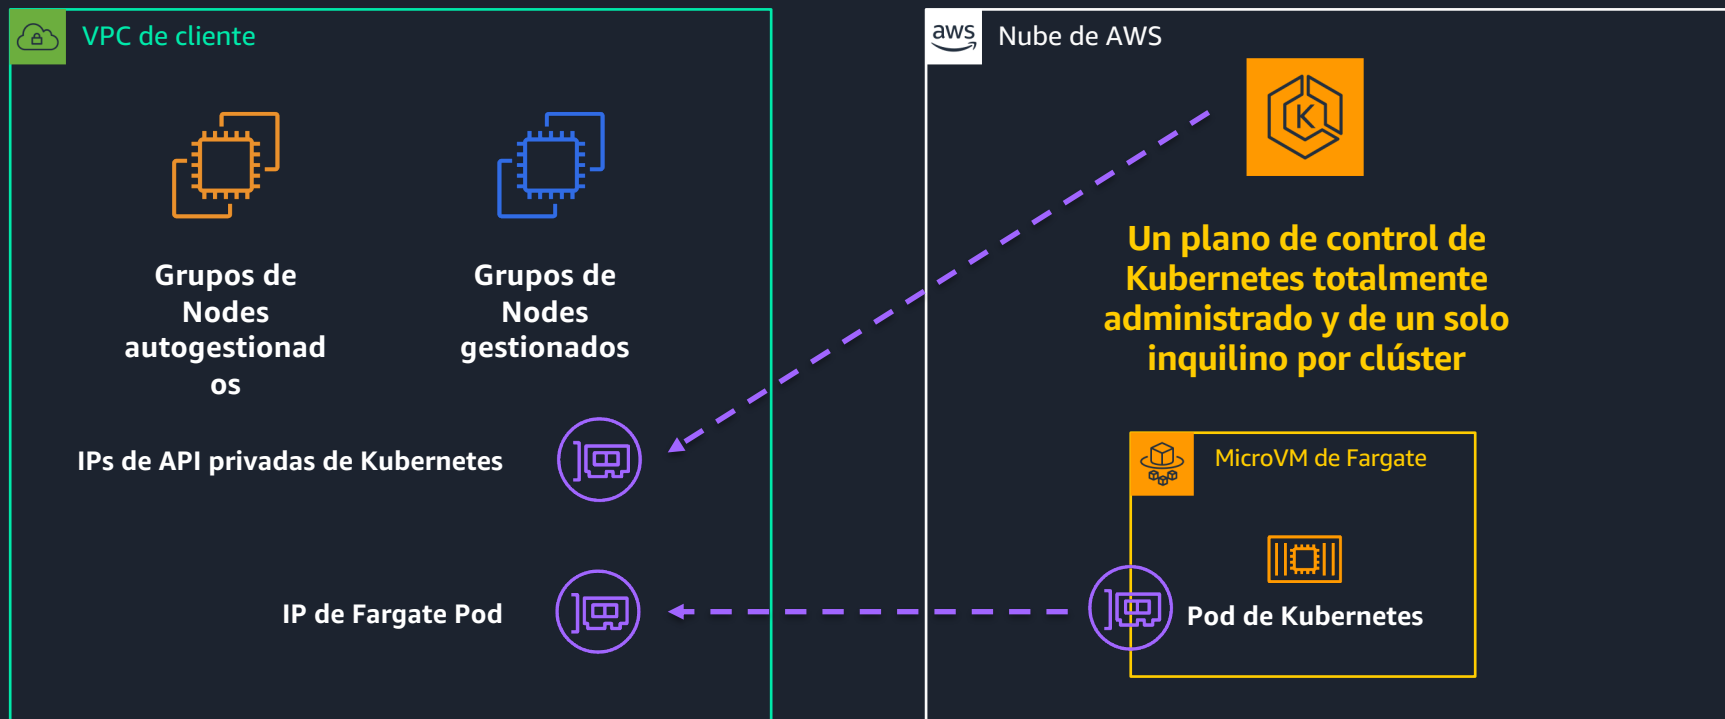 VPC de cliente
aws
Nube de AWS
K
Grupos de
Nodes
autogestionad
os
Grupos de
Nodes
gestionados
Un plano de control de
Kubernetes totalmente
administrado y de un solo
inquilino por clúster
IPs de API privadas de Kubernetes
MicroVM de Fargate
IP de Fargate Pod
Pod de Kubernetes